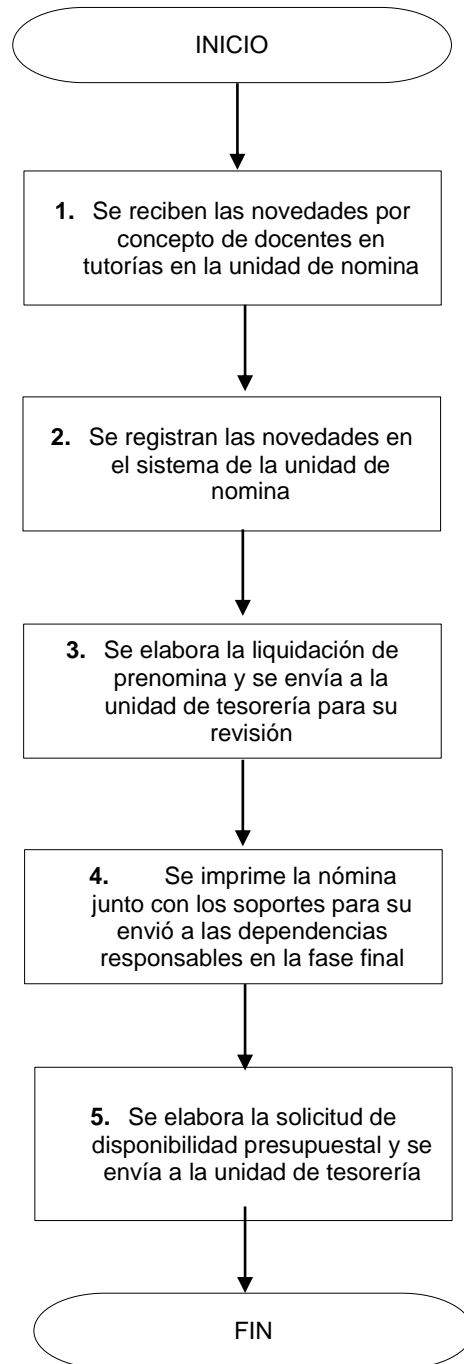 INICIO
1. Se reciben las novedades por
concepto de docentes en
tutorías en la unidad de nomina
2. Se registran las novedades en
el sistema de la unidad de
nomina
3. Se elabora la liquidación de
prenomina y se envía a la
unidad de tesorería para su
revisión
4. Se imprime la nómina
junto con los soportes para su
envió a las dependencias
responsables en la fase final
5. Se elabora la solicitud de
disponibilidad presupuestal y se
envía a la unidad de tesorería
FIN